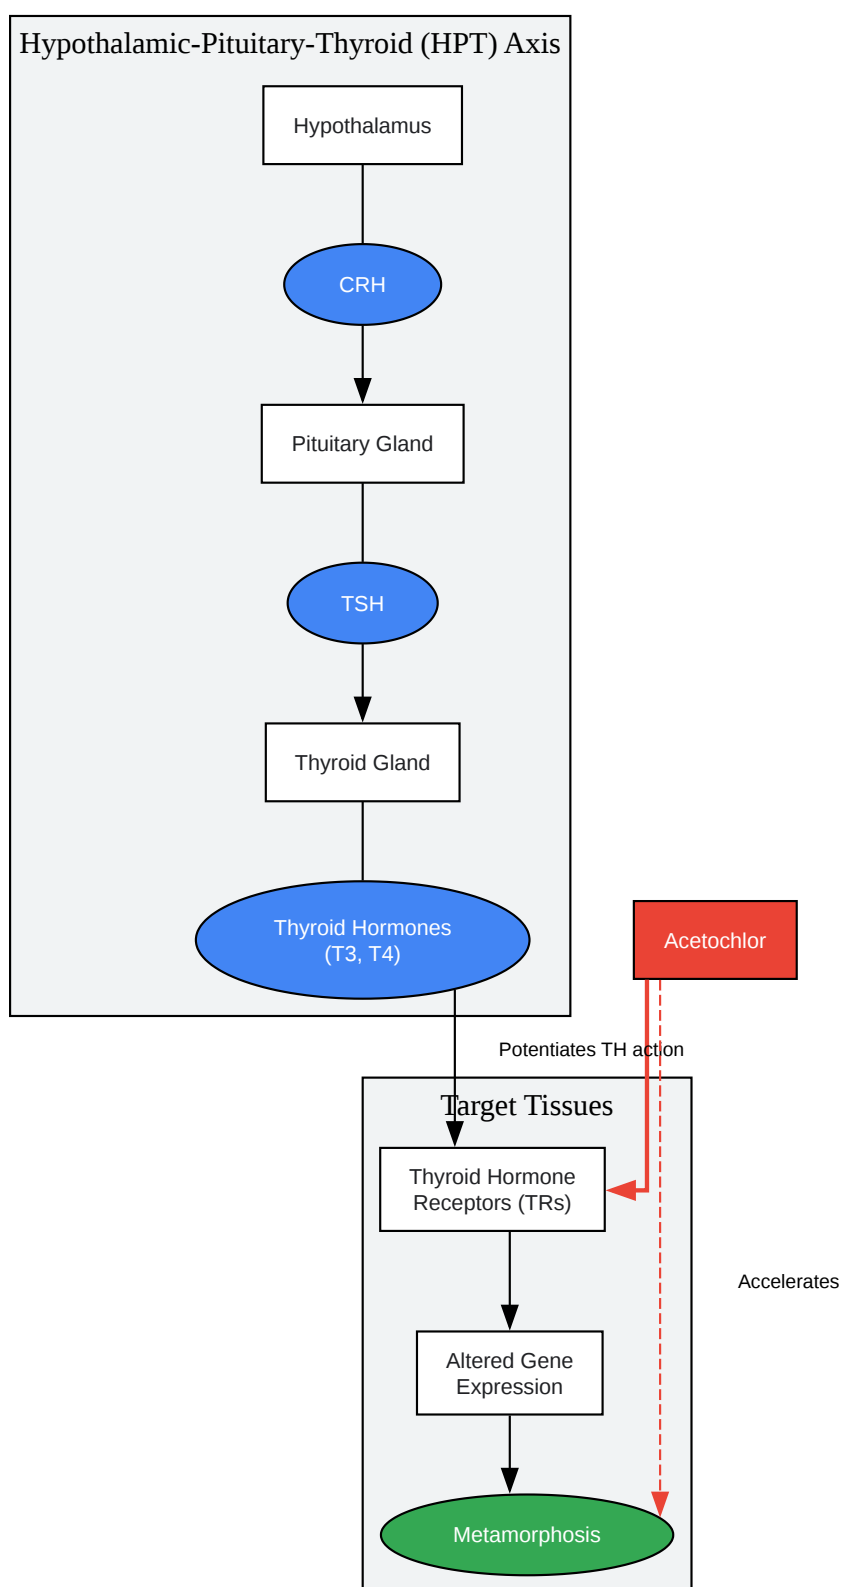 Hypothalamic-Pituitary-Thyroid (HPT) Axis
Hypothalamus
CRH
Pituitary Gland
TSH
Thyroid Gland
Thyroid Hormones
(T3, T4)
Acetochlor
Potentiates TH action
Target Tissues
Thyroid Hormone
Receptors (TRs)
Accelerates
Altered Gene
Expression
Metamorphosis